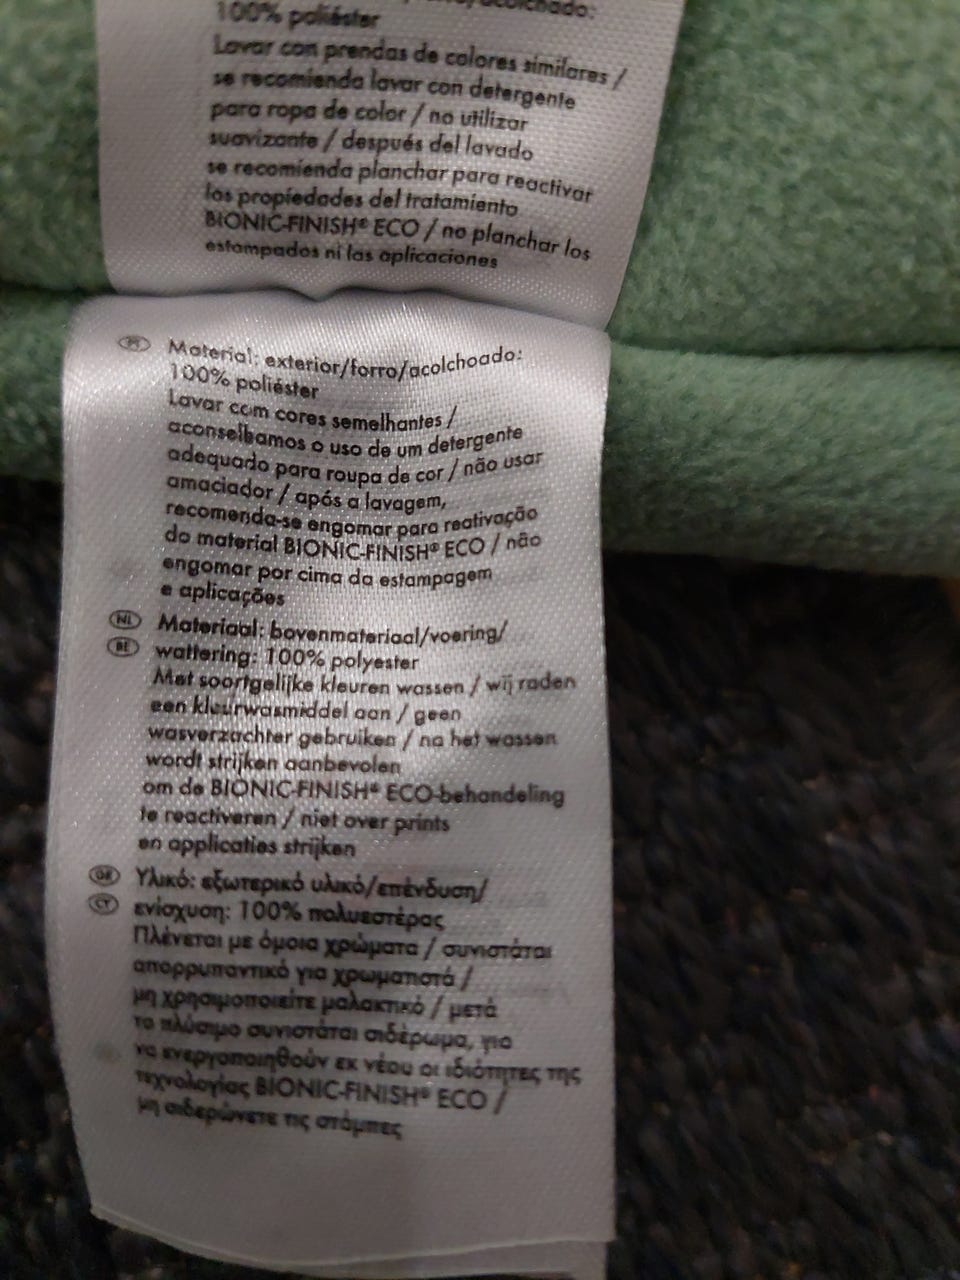 acolchado:
100% poliéster
Lavar con prendas de colores similares /
se recomienda lavar con detergente
para ropa de color / no utilizar
suavizante / después del lavado
se recomienda planchar para reactivar
las propiedades del tratamiento
BIONIC-FINISH® ECO / no planchar los
estampados ni las aplicaciones
PT Material: exterior/forro/acolchoado:
100% poliéster
Lavar com cores semelhantes /
aconselhamos o uso de um detergente
adequado para roupa de cor / não usar
amaciador / após a lavagem,
recomenda-se engomar para reativação
do material BIONIC-FINISH® ECO / não
engomar por cima da estampagem
e aplicações
NL Materiaal: bovenmateriaal/voering/
BE wattering: 100% polyester
Met soortgelijke kleuren wassen / wij raden
een kleurwasmiddel aan / geen
wasverzachter gebruiken / na het wassen
wordt strijken aanbevolen
om de BIONIC-FINISH® ECO-behandeling
te reactiveren / niet over prints
en applicaties strijken
GR Υλικό: εξωτερικό υλικό/επένδυση/
CY ενίσχυση: 100% πολυεστέρας
Πλένεται με όμοια χρώματα / συνιστάται
απορρυπαντικό για χρωματιστά /
μη χρησιμοποιείτε μαλακτικό / μετά
το πλύσιμο συνιστάται σιδέρωμα, για
να ενεργοποιηθούν εκ νέου οι ιδιότητες της
τεχνολογίας BIONIC-FINISH® ECO /
μη σιδερώνετε τις στάμπες